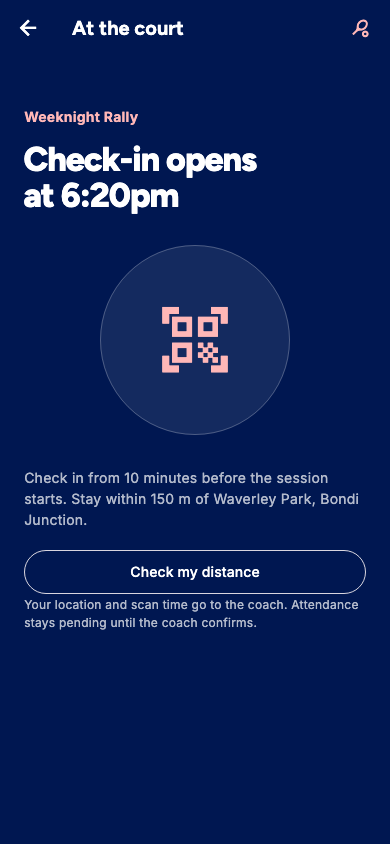 At the court
Weeknight Rally
Check-in opens
at 6:20pm
Check in from 10 minutes before the session
starts. Stay within 150 m of Waverley Park, Bondi
Junction.
Check my distance
Your location and scan time go to the coach. Attendance
stays pending until the coach confirms.